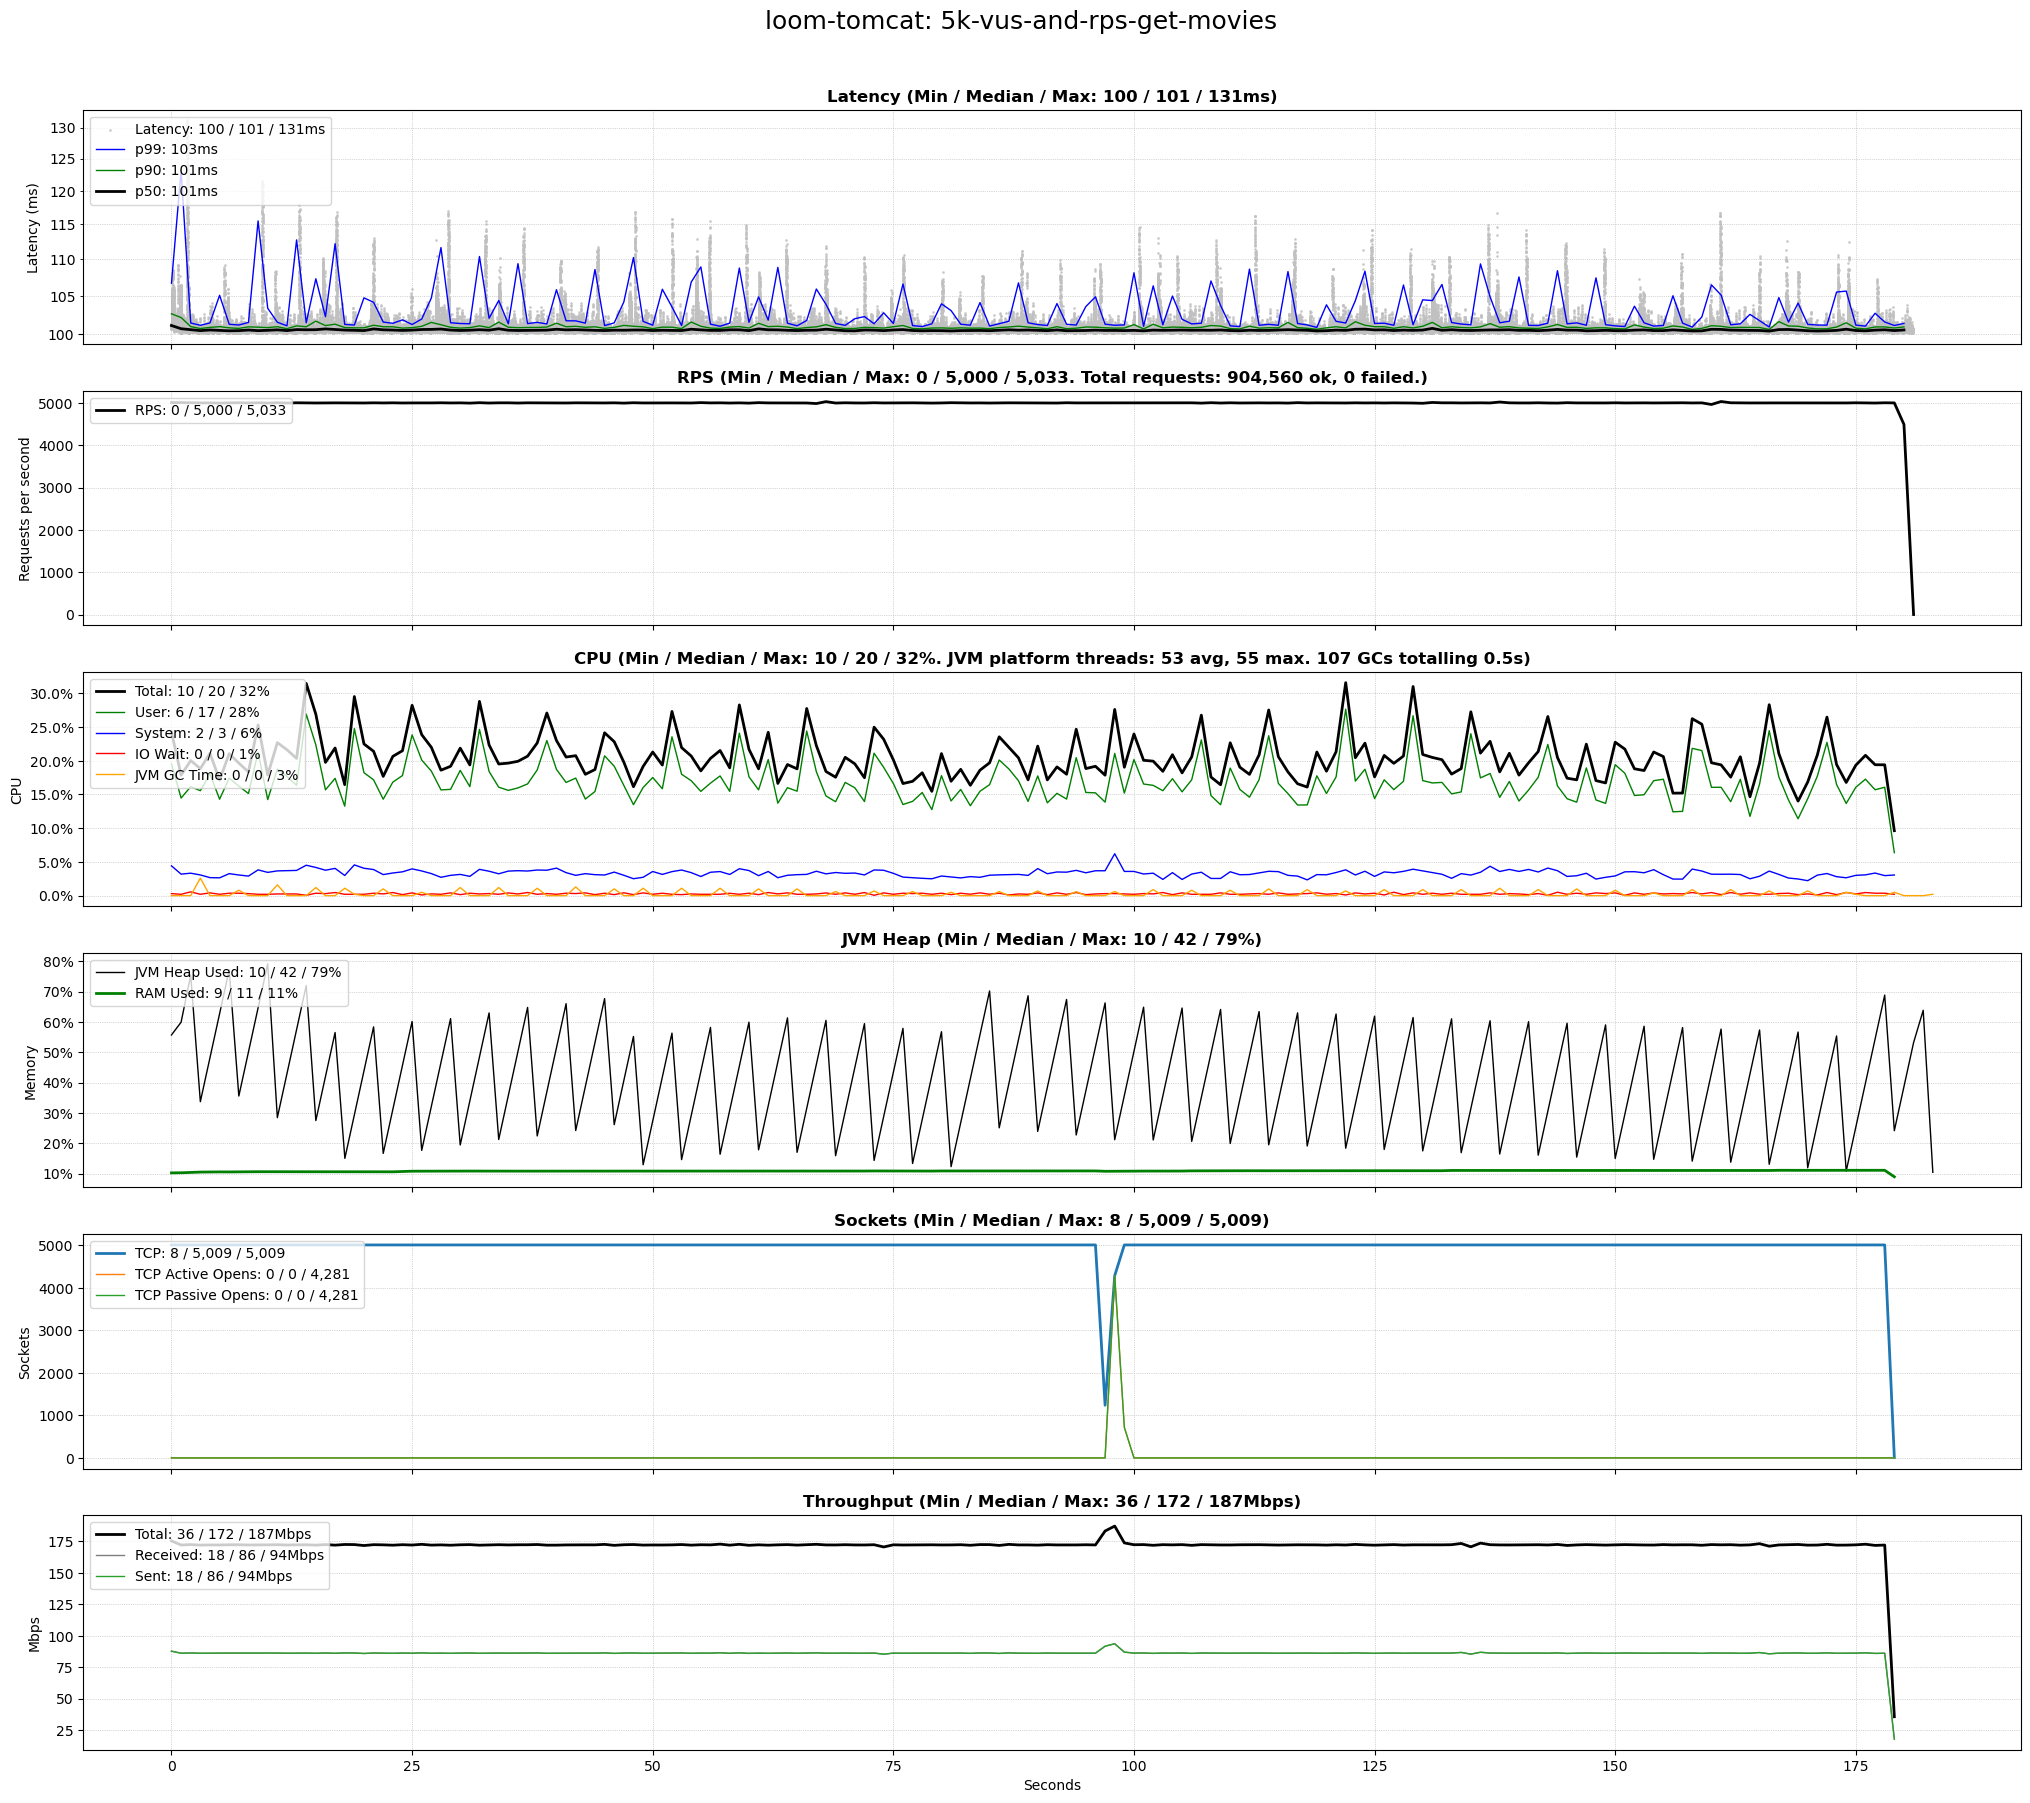 loom-tomcat: 5k-vus-and-rps-get-movies
Latency (Min / Median / Max: 100 / 101 / 131ms)
Latency (ms)
130
125
120
115
110
105
100
Latency: 100 / 101 / 131ms
p99: 103ms
p90: 101ms
p50: 101ms
RPS (Min / Median / Max: 0 / 5,000 / 5,033. Total requests: 904,560 ok, 0 failed.)
Requests per second
5000
4000
3000
2000
1000
0
RPS: 0 / 5,000 / 5,033
CPU (Min / Median / Max: 10 / 20 / 32%. JVM platform threads: 53 avg, 55 max. 107 GCs totalling 0.5s)
CPU
30.0%
25.0%
20.0%
15.0%
10.0%
5.0%
0.0%
Total: 10 / 20 / 32%
User: 6 / 17 / 28%
System: 2 / 3 / 6%
IO Wait: 0 / 0 / 1%
JVM GC Time: 0 / 0 / 3%
JVM Heap (Min / Median / Max: 10 / 42 / 79%)
Memory
80%
70%
60%
50%
40%
30%
20%
10%
JVM Heap Used: 10 / 42 / 79%
RAM Used: 9 / 11 / 11%
Sockets (Min / Median / Max: 8 / 5,009 / 5,009)
Sockets
5000
4000
3000
2000
1000
0
TCP: 8 / 5,009 / 5,009
TCP Active Opens: 0 / 0 / 4,281
TCP Passive Opens: 0 / 0 / 4,281
Throughput (Min / Median / Max: 36 / 172 / 187Mbps)
Mbps
175
150
125
100
75
50
25
Total: 36 / 172 / 187Mbps
Received: 18 / 86 / 94Mbps
Sent: 18 / 86 / 94Mbps
0 25 50 75 100 125 150 175
Seconds